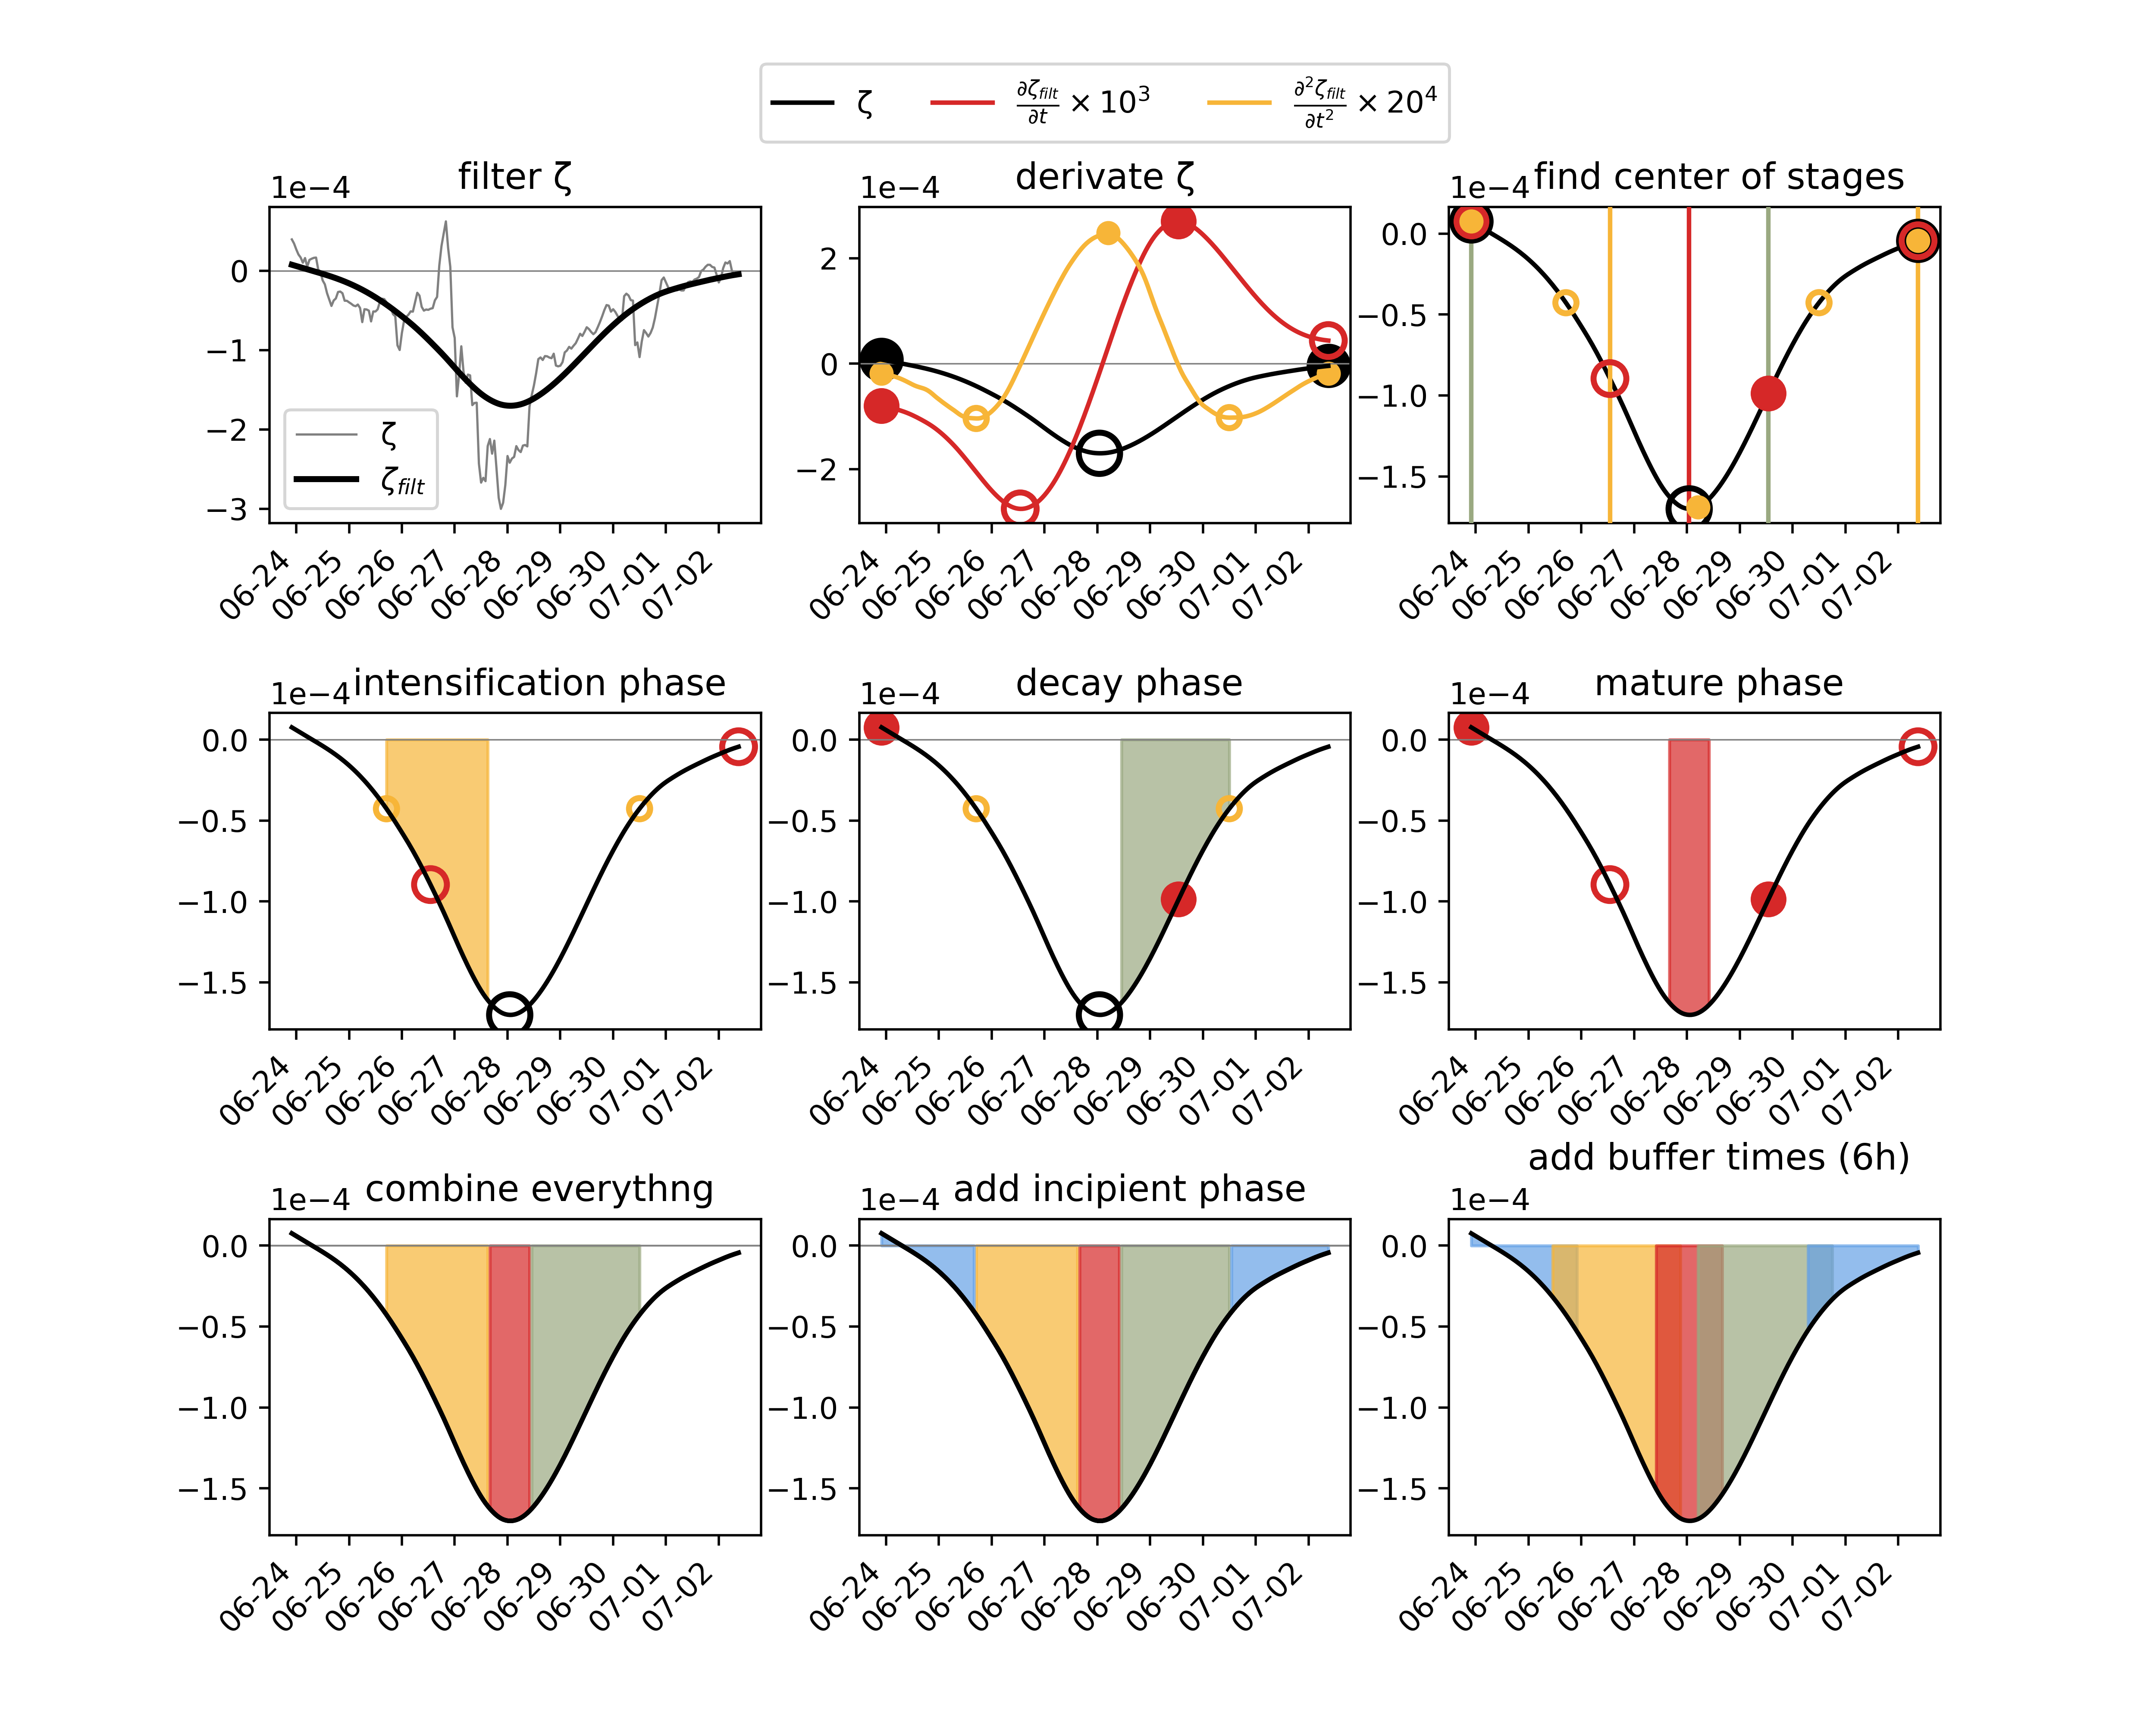 ζ ∂ζ_filt/∂t × 10³ ∂²ζ_filt/∂t² × 20⁴
filter ζ
1e−4
0
−1
−2
−3
ζ
ζ_filt
06-24 06-25 06-26 06-27 06-28 06-29 06-30 07-01 07-02
derivate ζ
1e−4
2
0
−2
06-24 06-25 06-26 06-27 06-28 06-29 06-30 07-01 07-02
find center of stages
1e−4
0.0
−0.5
−1.0
−1.5
06-24 06-25 06-26 06-27 06-28 06-29 06-30 07-01 07-02
intensification phase
1e−4
0.0
−0.5
−1.0
−1.5
06-24 06-25 06-26 06-27 06-28 06-29 06-30 07-01 07-02
decay phase
1e−4
0.0
−0.5
−1.0
−1.5
06-24 06-25 06-26 06-27 06-28 06-29 06-30 07-01 07-02
mature phase
1e−4
0.0
−0.5
−1.0
−1.5
06-24 06-25 06-26 06-27 06-28 06-29 06-30 07-01 07-02
combine everythng
1e−4
0.0
−0.5
−1.0
−1.5
06-24 06-25 06-26 06-27 06-28 06-29 06-30 07-01 07-02
add incipient phase
1e−4
0.0
−0.5
−1.0
−1.5
06-24 06-25 06-26 06-27 06-28 06-29 06-30 07-01 07-02
add buffer times (6h)
1e−4
0.0
−0.5
−1.0
−1.5
06-24 06-25 06-26 06-27 06-28 06-29 06-30 07-01 07-02